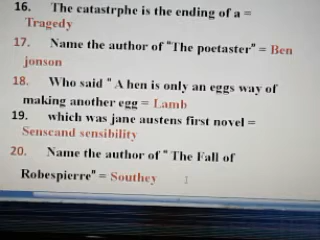 16. The catastrphe is the ending of a =
Tragedy
17. Name the author of "The poetaster" = Ben
jonson
18. Who said " A hen is only an eggs way of
making another egg = Lamb
19. which was jane austens first novel =
Senscand sensibility
20. Name the author of " The Fall of
Robespierre" = Southey